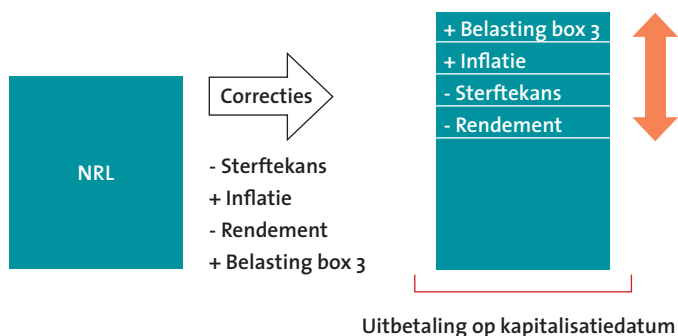 NRL
Correcties
- Sterftekans
+ Inflatie
- Rendement
+ Belasting box 3
+ Belasting box 3
+ Inflatie
- Sterftekans
- Rendement
Uitbetaling op kapitalisatiedatum